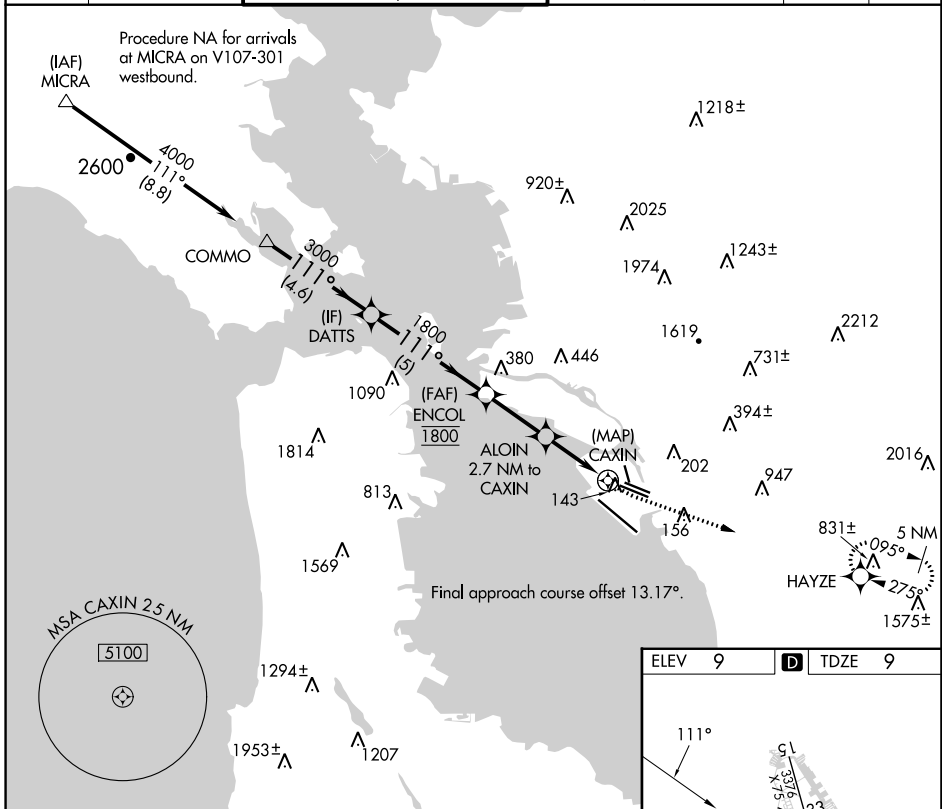 Procedure NA for arrivals
at MICRA on V107-301
westbound.
(IAF)
MICRA
2600
4000
111°
(8.8)
COMMO
3000
111°
(4.6)
(IF)
DATTS
1800
111°
(5)
(FAF)
ENCOL
1800
ALOIN
2.7 NM to
CAXIN
(MAP)
CAXIN
1218±
920±
2025
1974
1243±
1619
2212
731±
380
446
1090
394±
1814
202
2016
947
813
143
156
831±
5 NM
095°
275°
HAYZE
1575±
1569
Final approach course offset 13.17°.
MSA CAXIN 25 NM
5100
1294±
1953±
1207
ELEV 9
D
TDZE 9
111°
15
3376
X 75
23